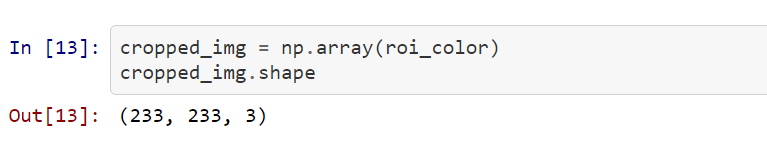 In [13]: cropped_img = np.array(roi_color)
cropped_img.shape
Out[13]: (233, 233, 3)